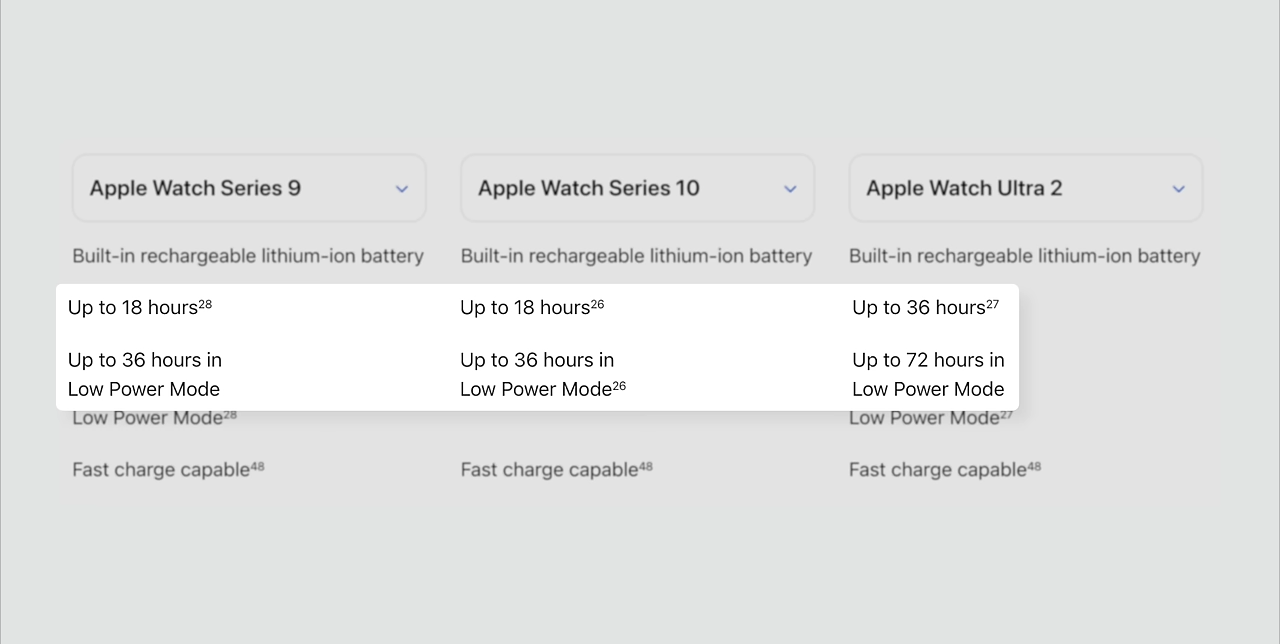 Apple Watch Series 9
Apple Watch Series 10
Apple Watch Ultra 2
Built-in rechargeable lithium-ion battery
Built-in rechargeable lithium-ion battery
Built-in rechargeable lithium-ion battery
Up to 18 hours²⁸
Up to 18 hours²⁶
Up to 36 hours²⁷
Up to 36 hours in
Low Power Mode
Up to 36 hours in
Low Power Mode²⁶
Up to 72 hours in
Low Power Mode
Low Power Mode²⁸
Low Power Mode²⁷
Fast charge capable⁴⁸
Fast charge capable⁴⁸
Fast charge capable⁴⁸